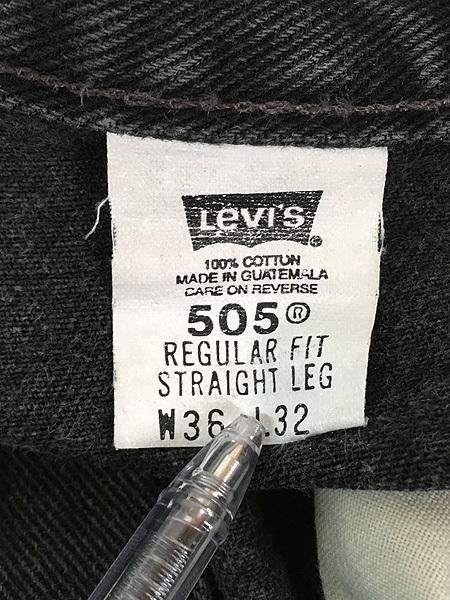 Levi's®
100% COTTON
MADE IN GUATEMALA
CARE ON REVERSE
505®
REGULAR FIT
STRAIGHT LEG
W36 L32